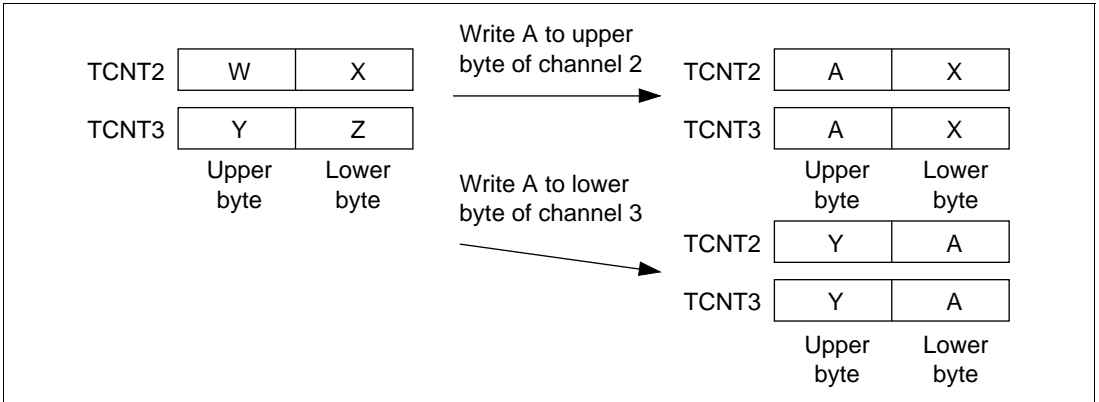 TCNT2 W X
TCNT3 Y Z
Upper byte
Lower byte
Write A to upper
byte of channel 2
TCNT2 A X
TCNT3 A X
Upper byte
Lower byte
Write A to lower
byte of channel 3
TCNT2 Y A
TCNT3 Y A
Upper byte
Lower byte